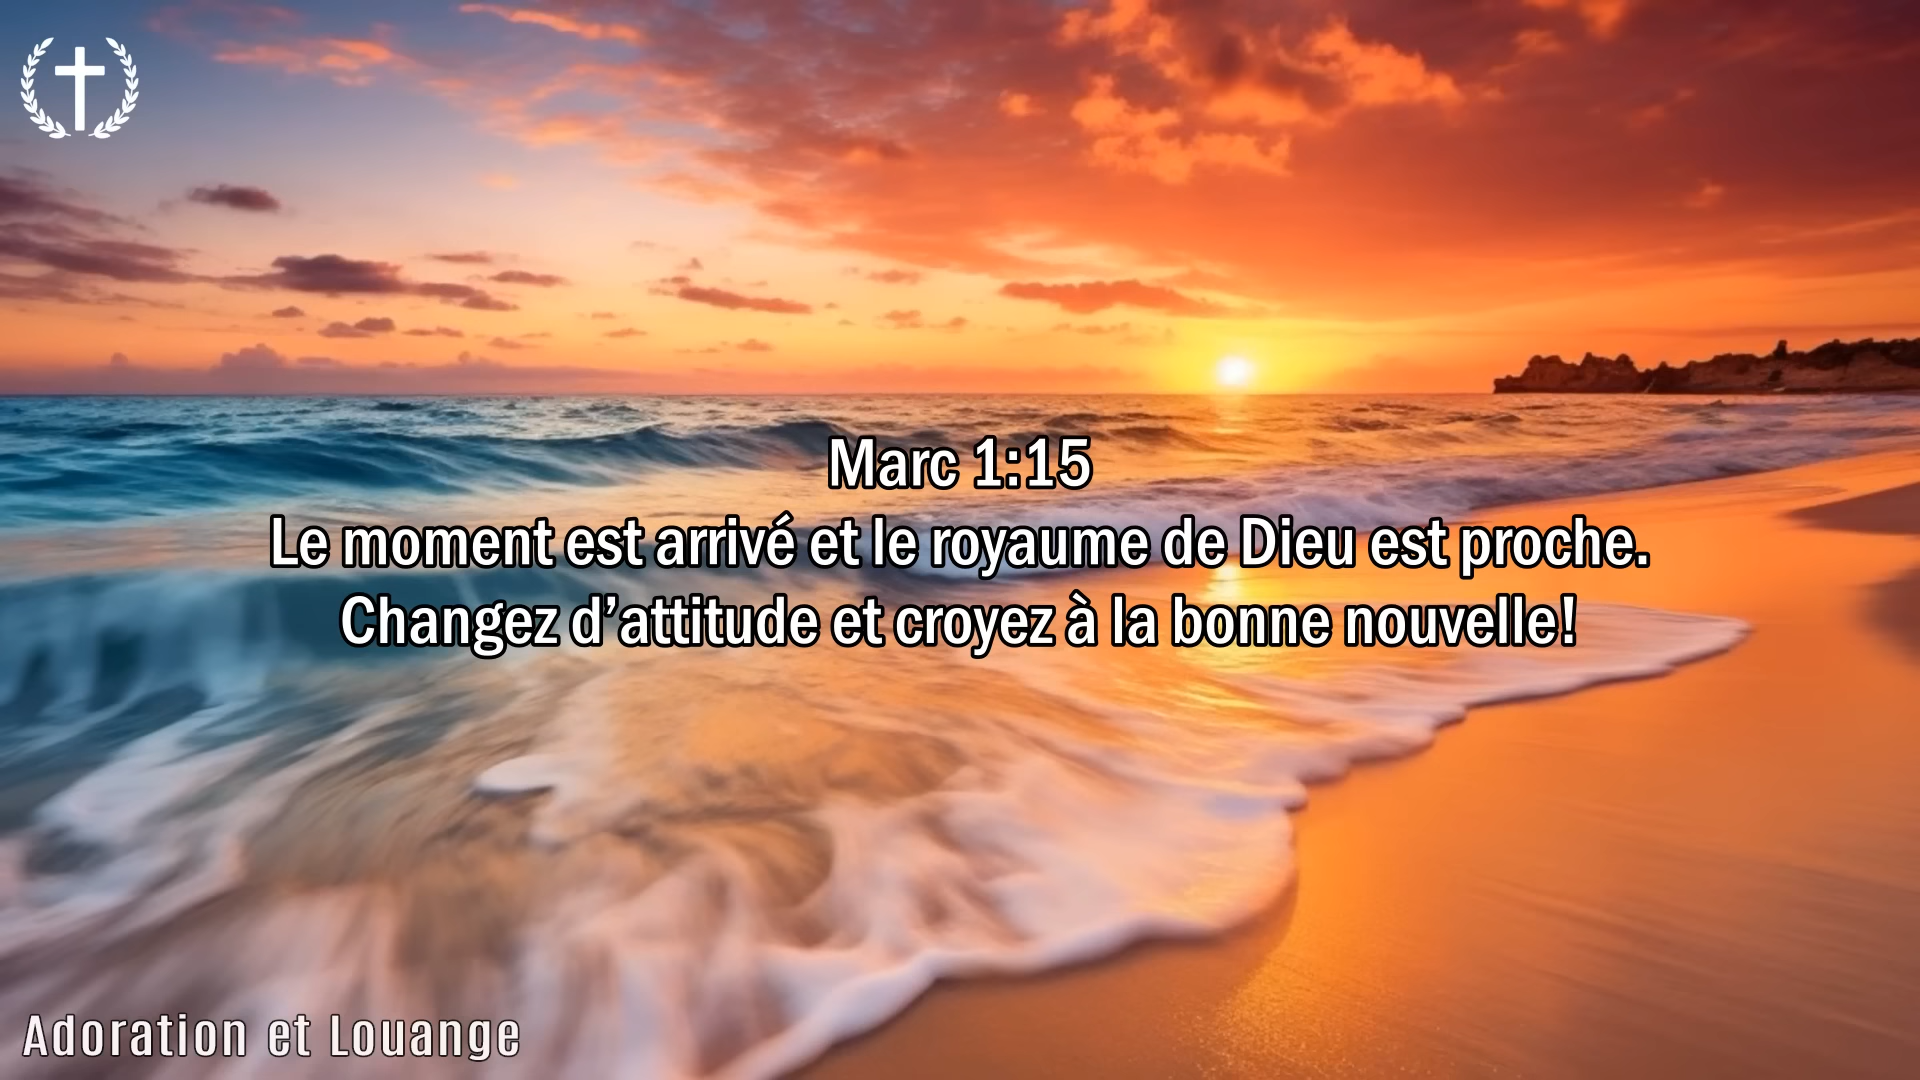 Marc 1:15
Le moment est arrivé et le royaume de Dieu est proche.
Changez d’attitude et croyez à la bonne nouvelle!
Adoration et Louange